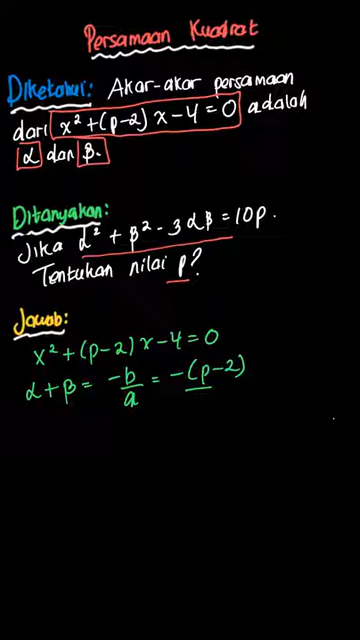 Persamaan Kuadrat
Diketahui: Akar-akar persamaan
dari x² + (p-2) x - 4 = 0 adalah
α dan β.
Ditanyakan:
Jika α² + β² - 3αβ = 10p.
Tentukan nilai p?
Jawab:
x² + (p-2) x - 4 = 0
α + β = -b/a = -(p-2)